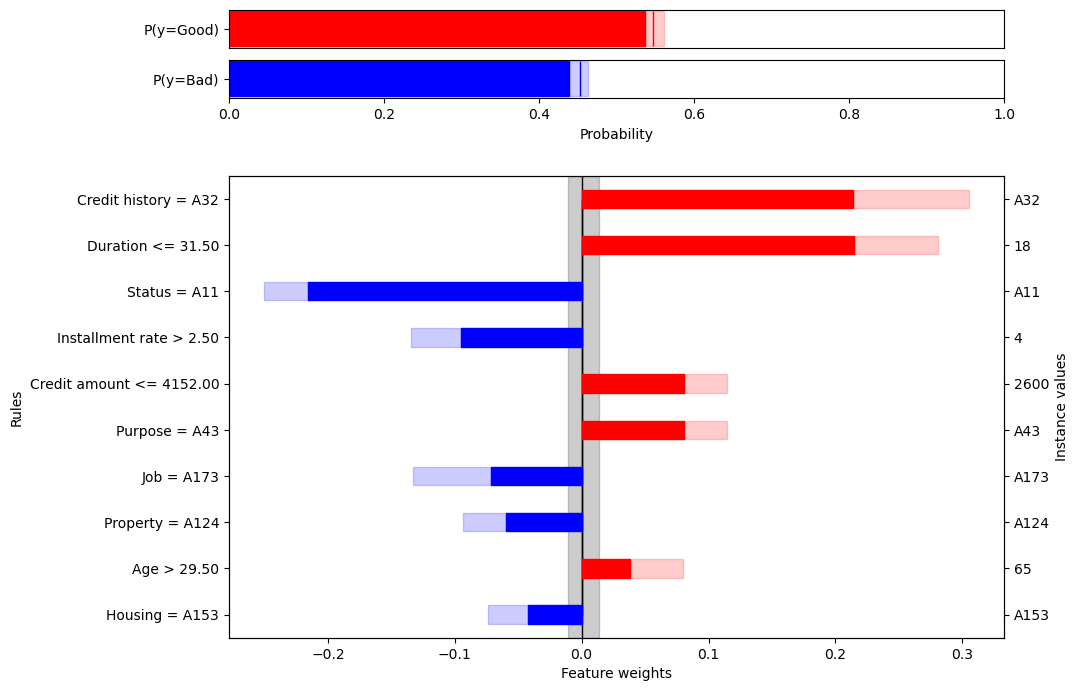 P(y=Good)
P(y=Bad)
0.0 0.2 0.4 0.6 0.8 1.0
Probability
Credit history = A32 A32
Duration <= 31.50 18
Status = A11 A11
Installment rate > 2.50 4
Credit amount <= 4152.00 2600
Purpose = A43 A43
Job = A173 A173
Property = A124 A124
Age > 29.50 65
Housing = A153 A153
Rules
Instance values
−0.2 −0.1 0.0 0.1 0.2 0.3
Feature weights